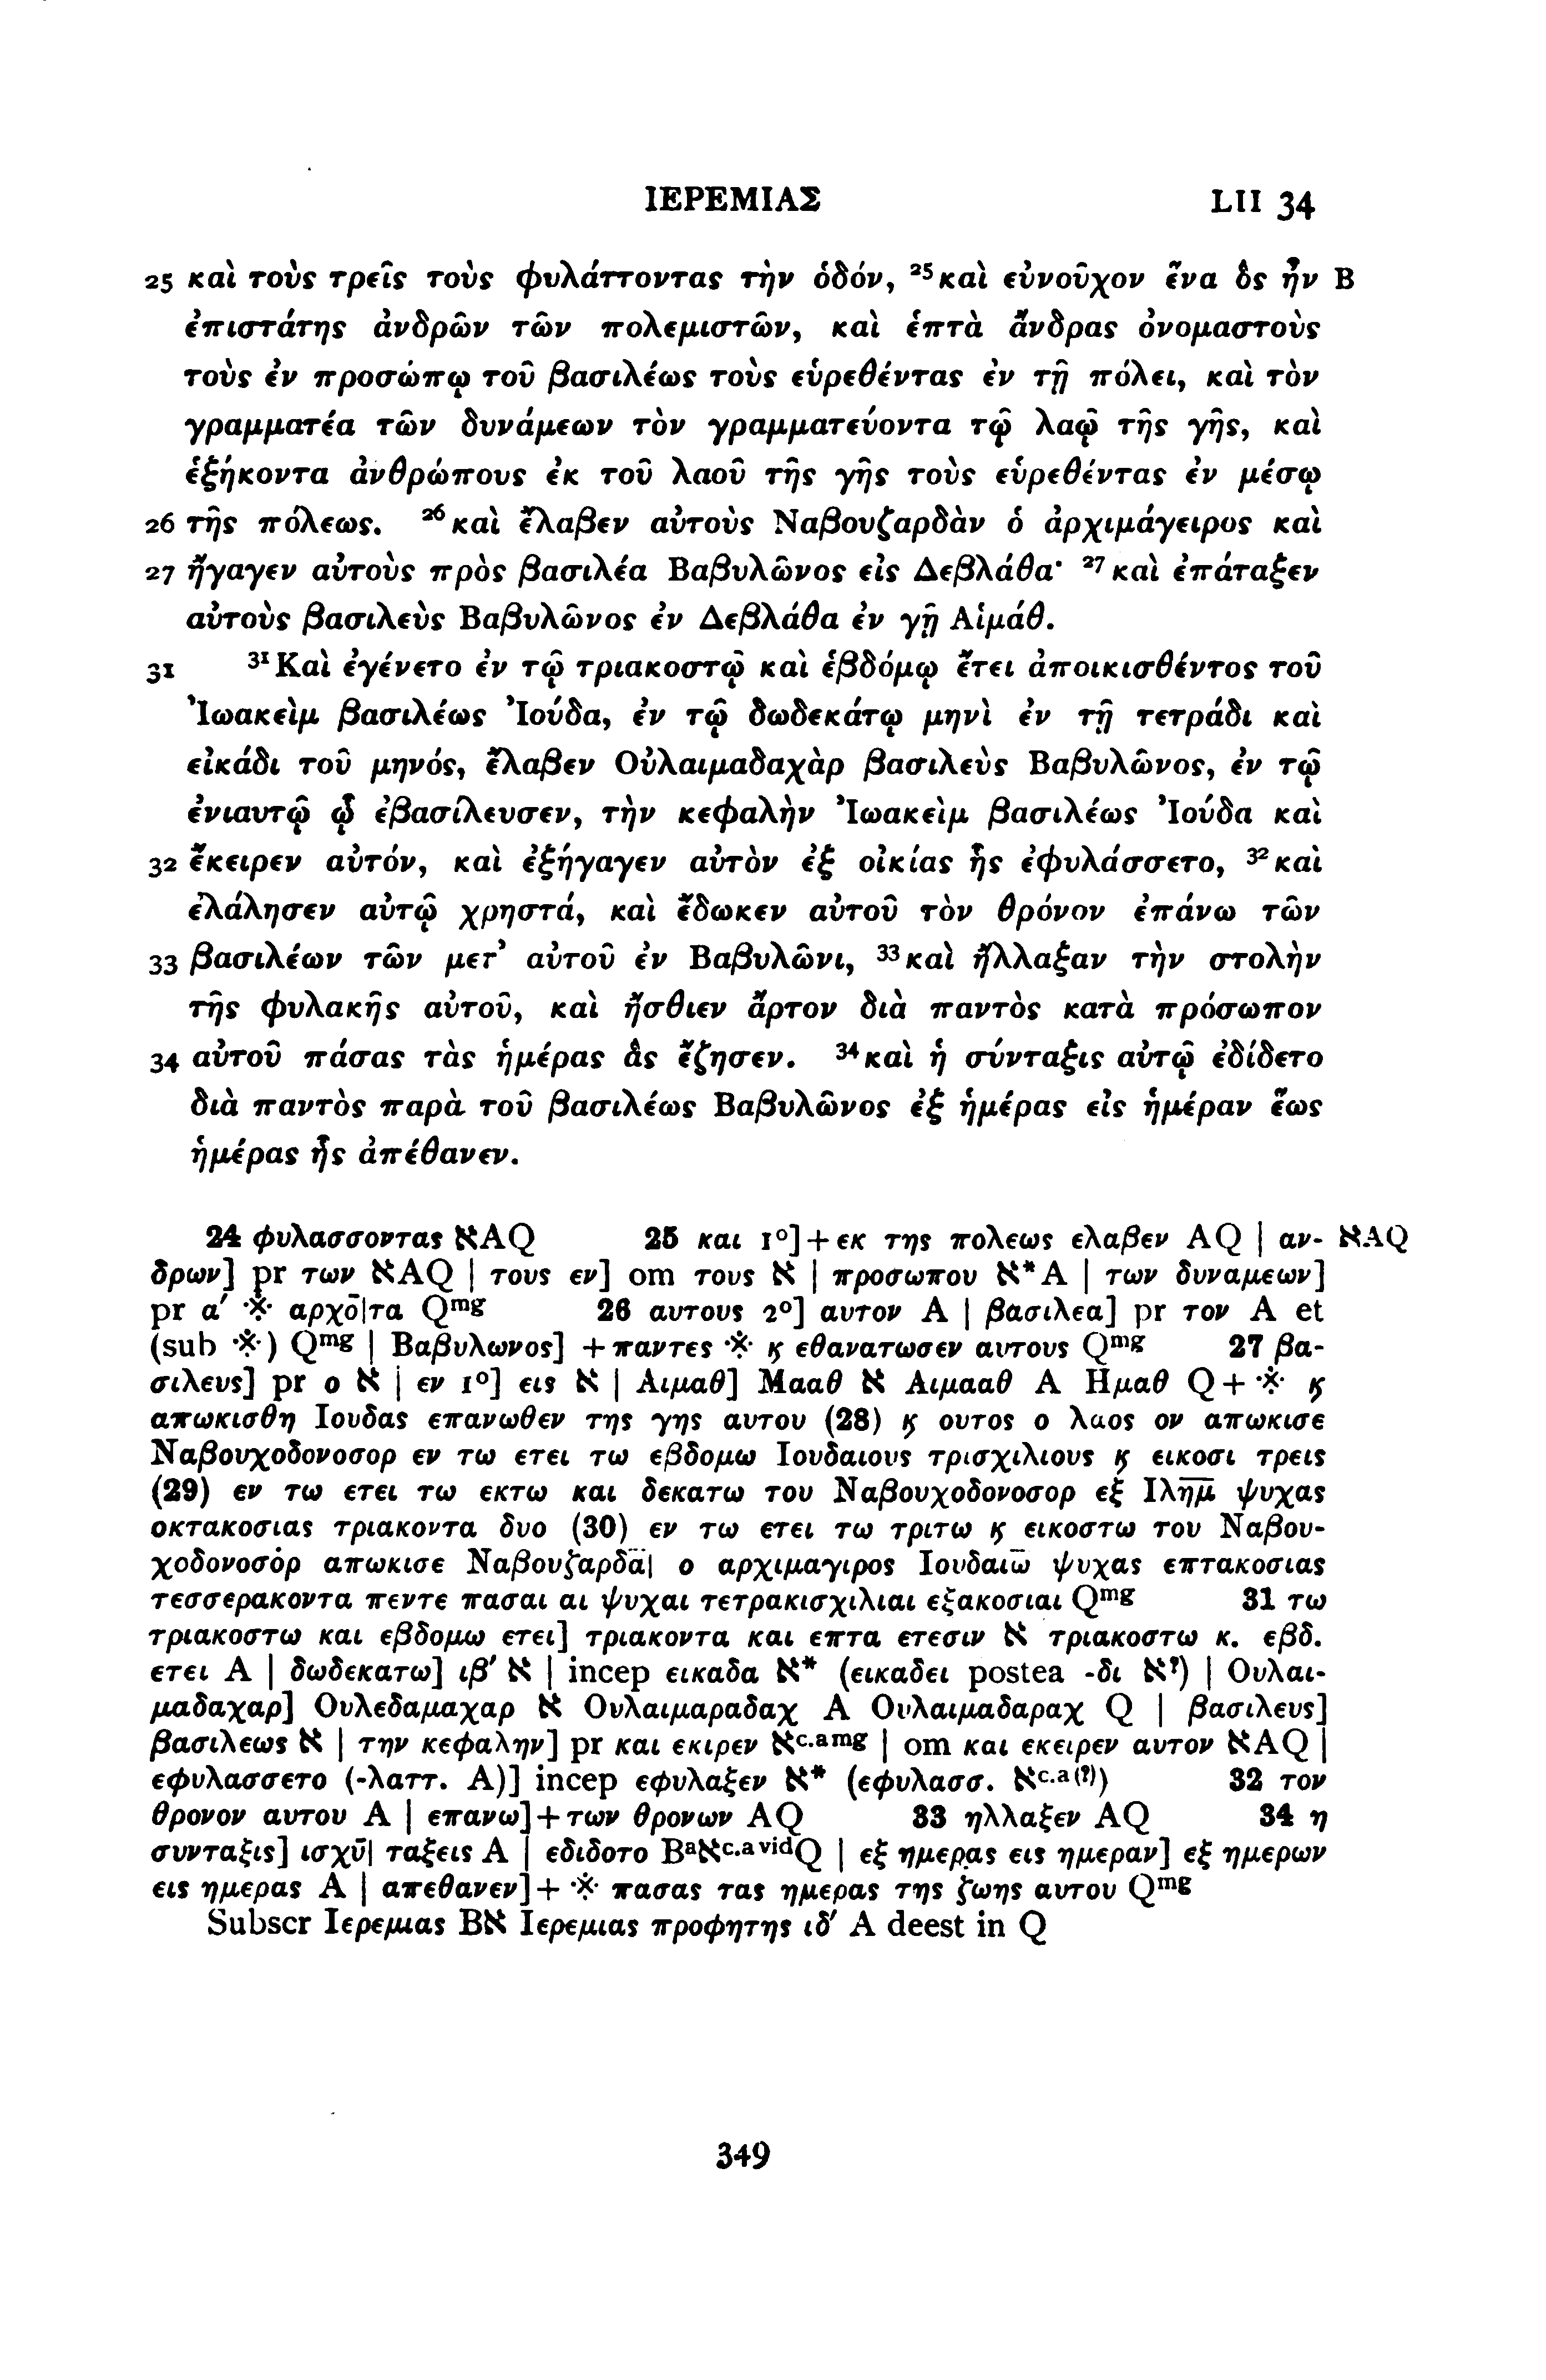 ΙΕΡΕΜΙΑΣ LII 34
25 καὶ τοὺς τρεῖς τοὺς φυλάττοντας τὴν ὁδόν, ²⁵καὶ εὐνοῦχον ἕνα ὃς ἦν B
ἐπιστάτης ἀνδρῶν τῶν πολεμιστῶν, καὶ ἑπτὰ ἄνδρας ὀνομαστοὺς
τοὺς ἐν προσώπῳ τοῦ βασιλέως τοὺς εὑρεθέντας ἐν τῇ πόλει, καὶ τὸν
γραμματέα τῶν δυνάμεων τὸν γραμματεύοντα τῷ λαῷ τῆς γῆς, καὶ
ἑξήκοντα ἀνθρώπους ἐκ τοῦ λαοῦ τῆς γῆς τοὺς εὑρεθέντας ἐν μέσῳ
26 τῆς πόλεως. ²⁶καὶ ἔλαβεν αὐτοὺς Ναβουζαρδὰν ὁ ἀρχιμάγειρος καὶ
27 ἤγαγεν αὐτοὺς πρὸς βασιλέα Βαβυλῶνος εἰς Δεβλάθα· ²⁷καὶ ἐπάταξεν
αὐτοὺς βασιλεὺς Βαβυλῶνος ἐν Δεβλάθα ἐν γῇ Αἱμάθ.
31 ³¹Καὶ ἐγένετο ἐν τῷ τριακοστῷ καὶ ἑβδόμῳ ἔτει ἀποικισθέντος τοῦ
Ἰωακεὶμ βασιλέως Ἰούδα, ἐν τῷ δωδεκάτῳ μηνὶ ἐν τῇ τετράδι καὶ
εἰκάδι τοῦ μηνός, ἔλαβεν Οὐλαιμαδαχὰρ βασιλεὺς Βαβυλῶνος, ἐν τῷ
ἐνιαυτῷ ᾧ ἐβασίλευσεν, τὴν κεφαλὴν Ἰωακεὶμ βασιλέως Ἰούδα καὶ
32 ἔκειρεν αὐτόν, καὶ ἐξήγαγεν αὐτὸν ἐξ οἰκίας ἧς ἐφυλάσσετο, ³²καὶ
ἐλάλησεν αὐτῷ χρηστά, καὶ ἔδωκεν αὐτοῦ τὸν θρόνον ἐπάνω τῶν
33 βασιλέων τῶν μετ’ αὐτοῦ ἐν Βαβυλῶνι, ³³καὶ ἤλλαξαν τὴν στολὴν
τῆς φυλακῆς αὐτοῦ, καὶ ἤσθιεν ἄρτον διὰ παντὸς κατὰ πρόσωπον
34 αὐτοῦ πάσας τὰς ἡμέρας ἃς ἔζησεν. ³⁴καὶ ἡ σύνταξις αὐτῷ ἐδίδετο
διὰ παντὸς παρὰ τοῦ βασιλέως Βαβυλῶνος ἐξ ἡμέρας εἰς ἡμέραν ἕως
ἡμέρας ἧς ἀπέθανεν.
24 φυλασσοντας אAQ 25 και 1°]+εκ της πολεως ελαβεν AQ | αν- אAQ
δρων] pr των אAQ | τους εν] om τους א | προσωπου א*A | των δυναμεων]
pr α′ ※ αρχο̄|τα Qᵐᵍ 26 αυτους 2°] αυτον A | βασιλεα] pr τον A et
(sub ※) Qᵐᵍ | Βαβυλωνος] +παντες ※ ϗ εθανατωσεν αυτους Qᵐᵍ 27 βα-
σιλευς] pr ο א | εν 1°] εις א | Αιμαθ] Μααθ א Αιμααθ A Ημαθ Q+ ※ ϗ
απωκισθη Ιουδας επανωθεν της γης αυτου (28) ϗ ουτος ο λαος ον απωκισε
Ναβουχοδονοσορ εν τω ετει τω εβδομω Ιουδαιους τρισχιλιους ϗ εικοσι τρεις
(29) εν τω ετει τω εκτω και δεκατω του Ναβουχοδονοσορ εξ Ιλη̅μ̅ ψυχας
οκτακοσιας τριακοντα δυο (30) εν τω ετει τω τριτω ϗ εικοστω του Ναβου-
χοδονοσὁρ απωκισε Ναβουζαρδα̅| ο αρχιμαγιρος Ιουδαιω̅ ψυχας επτακοσιας
τεσσερακοντα πεντε πασαι αι ψυχαι τετρακισχιλιαι εξακοσιαι Qᵐᵍ 31 τω
τριακοστω και εβδομω ετει] τριακοντα και επτα ετεσιν א τριακοστω κ. εβδ.
ετει A | δωδεκατω] ιβ′ א | incep εικαδα א* (εικαδει postea -δι א?) | Ουλαι-
μαδαχαρ] Ουλεδαμαχαρ א Ουλαιμαραδαχ A Ουλαιμαδαραχ Q | βασιλευς]
βασιλεως א | την κεφαλην] pr και εκιρεν אᶜ·ᵃᵐᵍ | om και εκειρεν αυτον אAQ |
εφυλασσετο (-λαττ. A)] incep εφυλαξεν א* (εφυλασσ. אᶜ·ᵃ⁽?⁾) 32 τον
θρονον αυτου A | επανω]+των θρονων AQ 33 ηλλαξεν AQ 34 η
συνταξις] ισχυ̅| ταξεις A | εδιδοτο Bᵃאᶜ·ᵃᵛⁱᵈQ | εξ ημερας εις ημεραν] εξ ημερων
εις ημερας A | απεθανεν]+ ※ πασας τας ημερας της ζωης αυτου Qᵐᵍ
Subscr Ιερεμιας Bא Ιερεμιας προφητης ιδ′ A deest in Q
349